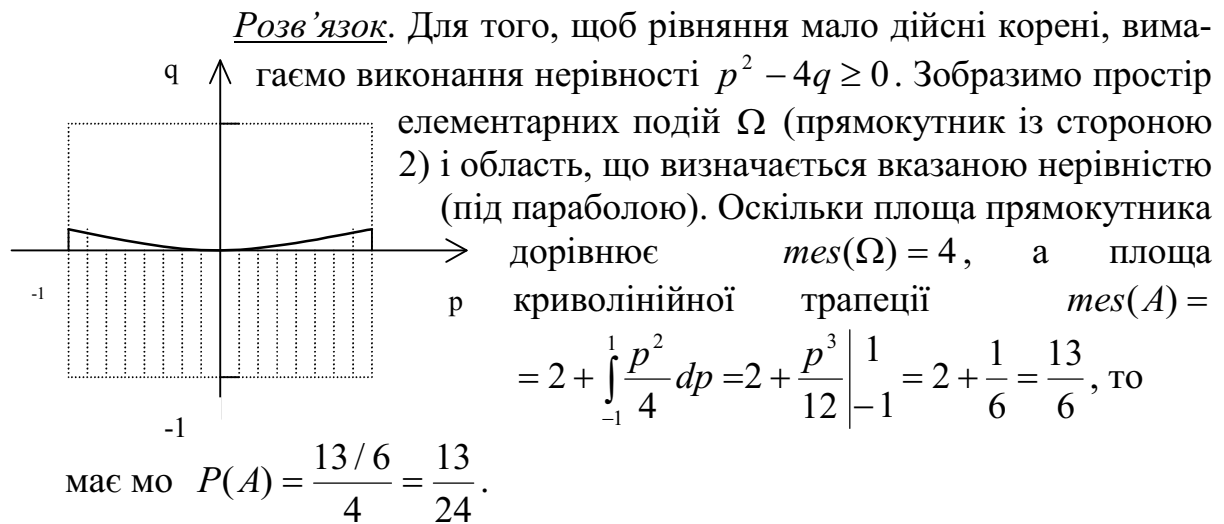 Розв’язок. Для того, щоб рівняння мало дійсні корені, вима-
q гаємо виконання нерівності p² − 4q ≥ 0. Зобразимо простір
елементарних подій Ω (прямокутник із стороною
2) і область, що визначається вказаною нерівністю
(під параболою). Оскільки площа прямокутника
дорівнює mes(Ω) = 4, а площа
-1 p криволінійної трапеції mes(A) =
= 2 + ∫₋₁¹ p²/4 dp =2 + p³/12 |₋₁¹ = 2 + 1/6 = 13/6, то
-1
має мо P(A) = (13 / 6)/4 = 13/24.